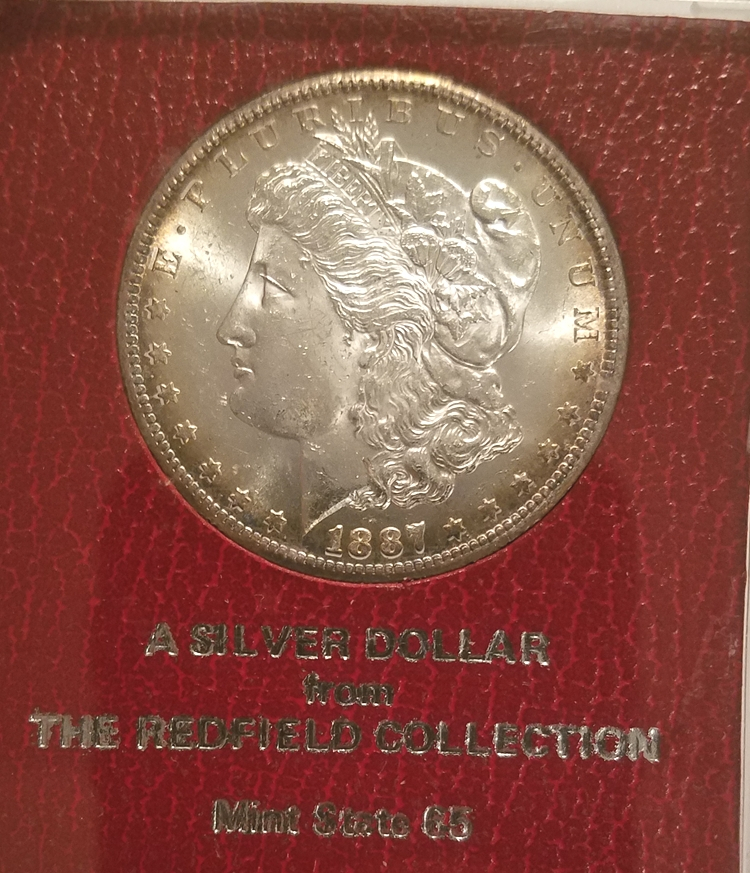 E · PLURIBUS · UNUM
LIBERTY
1887
A SILVER DOLLAR
from
THE REDFIELD COLLECTION
Mint State 65